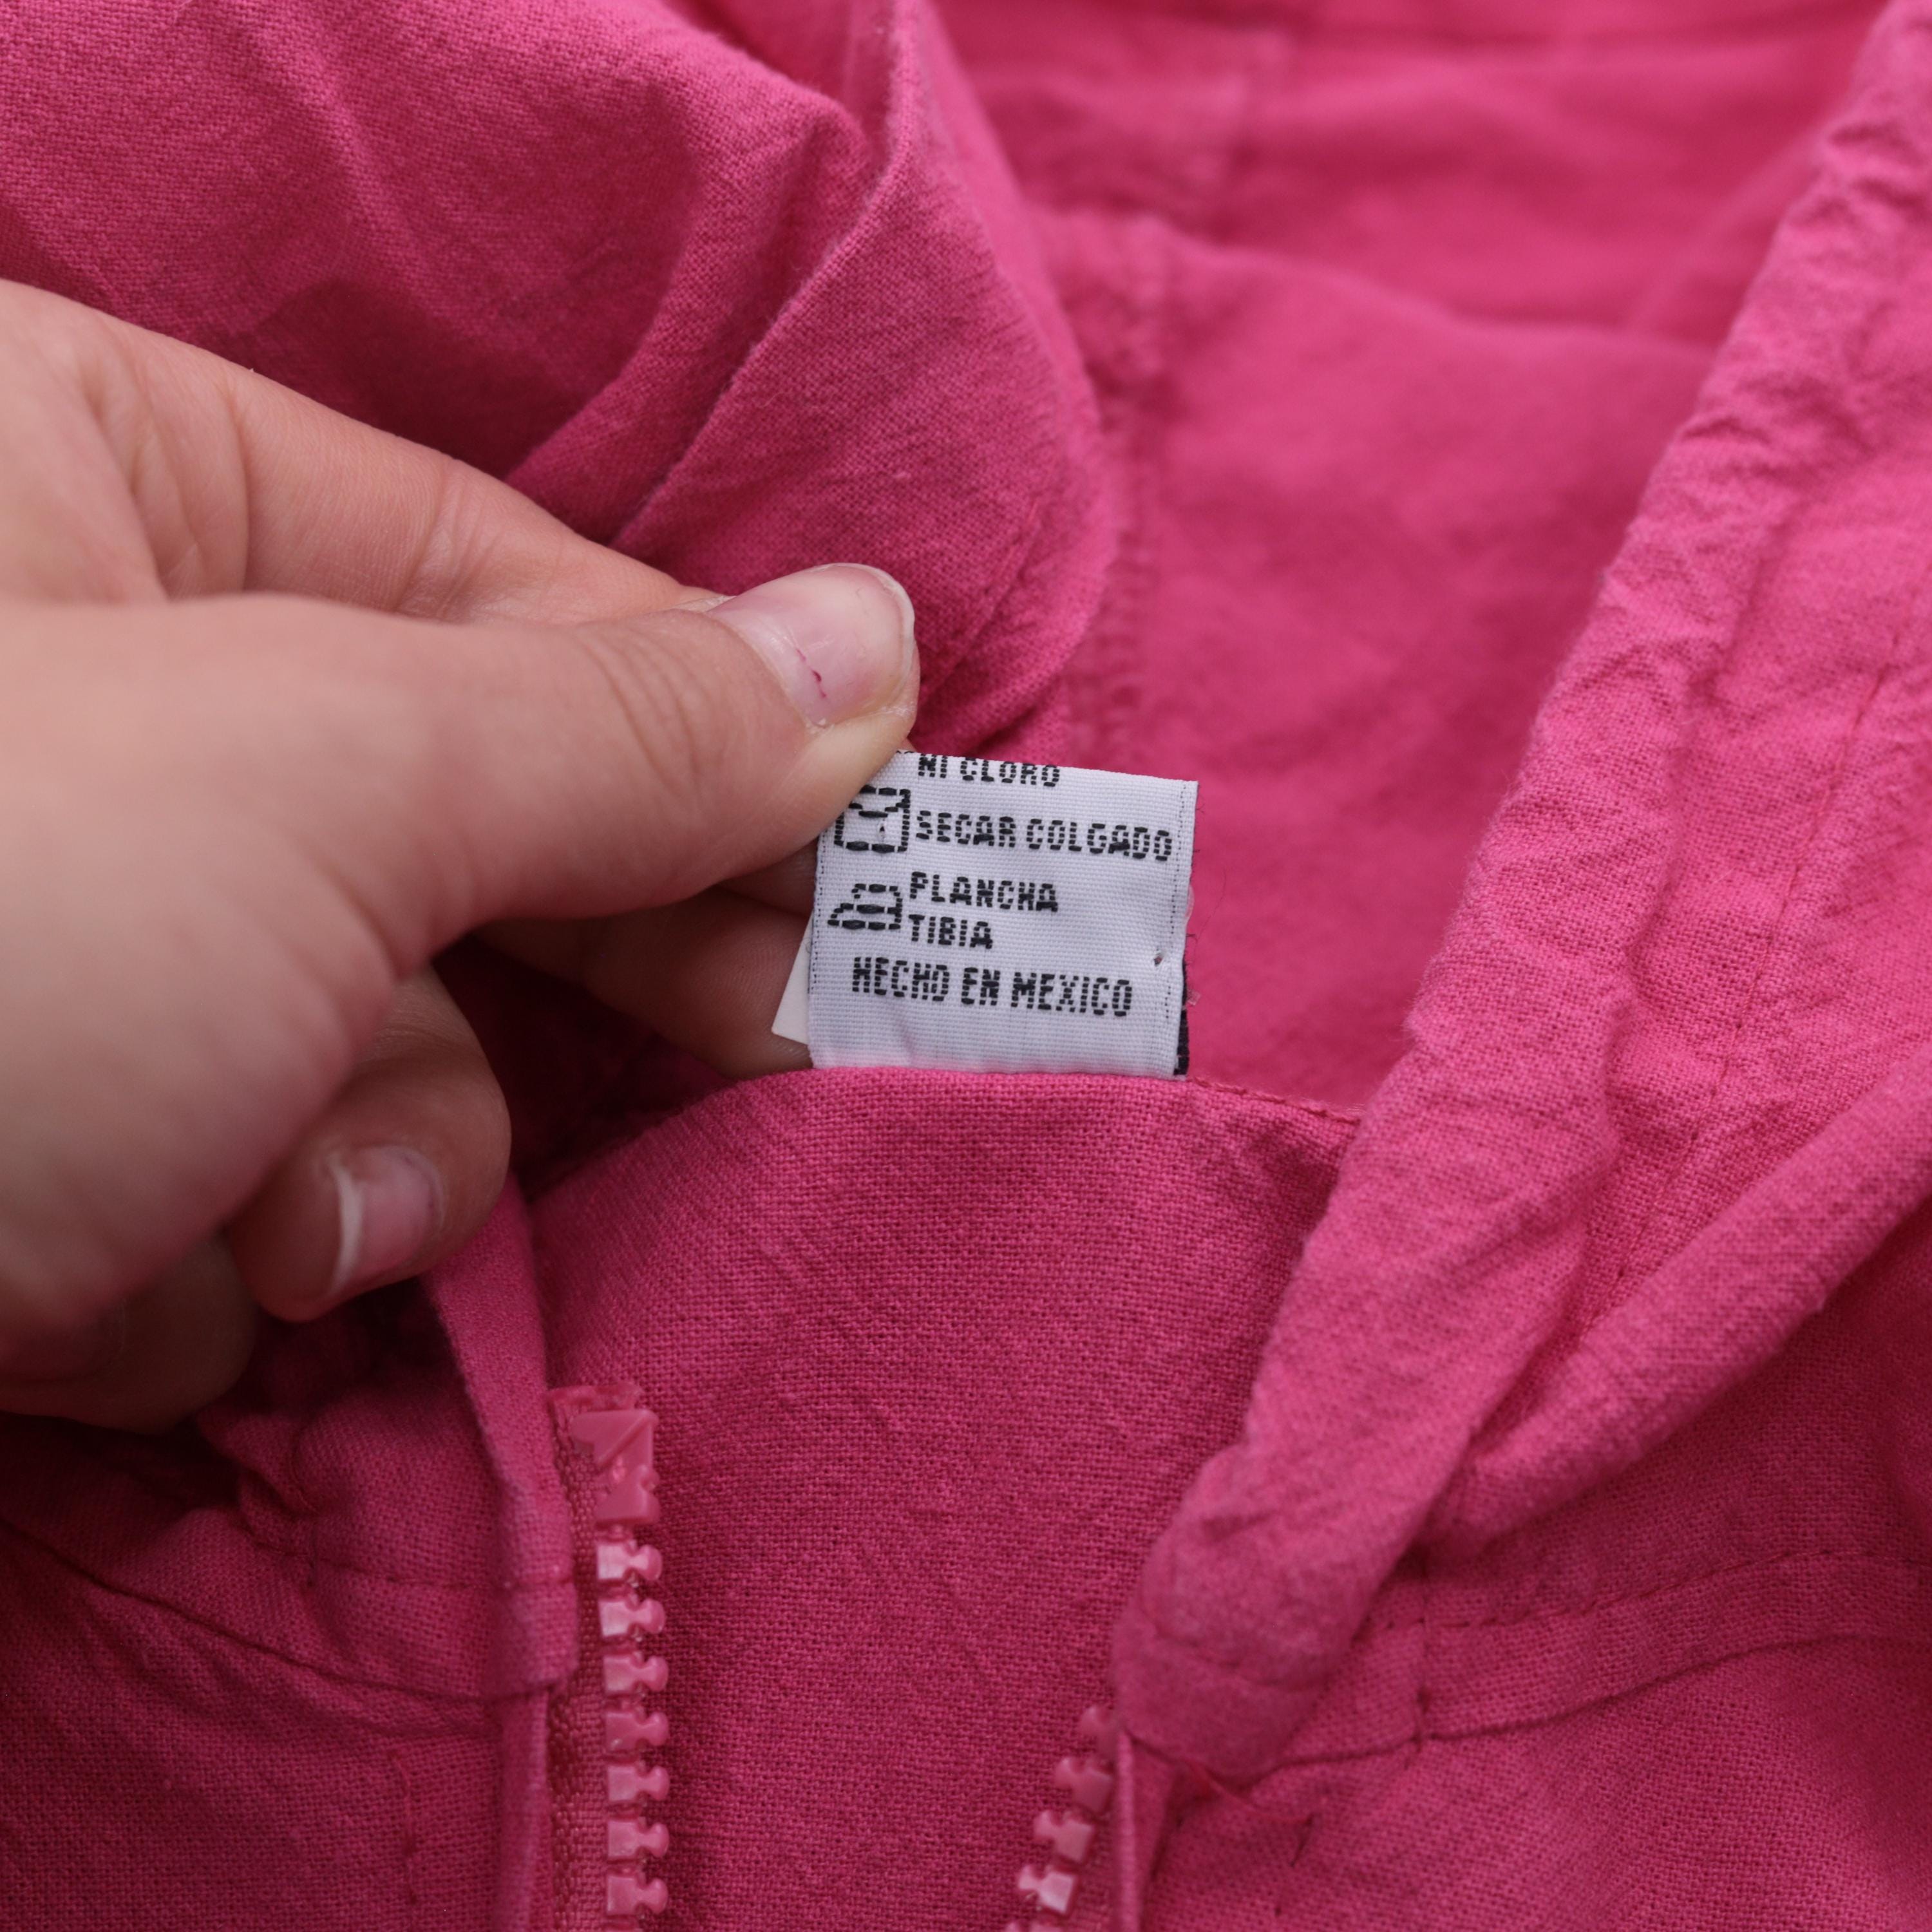 NI CLORO
SECAR COLGADO
PLANCHA
TIBIA
HECHO EN MEXICO